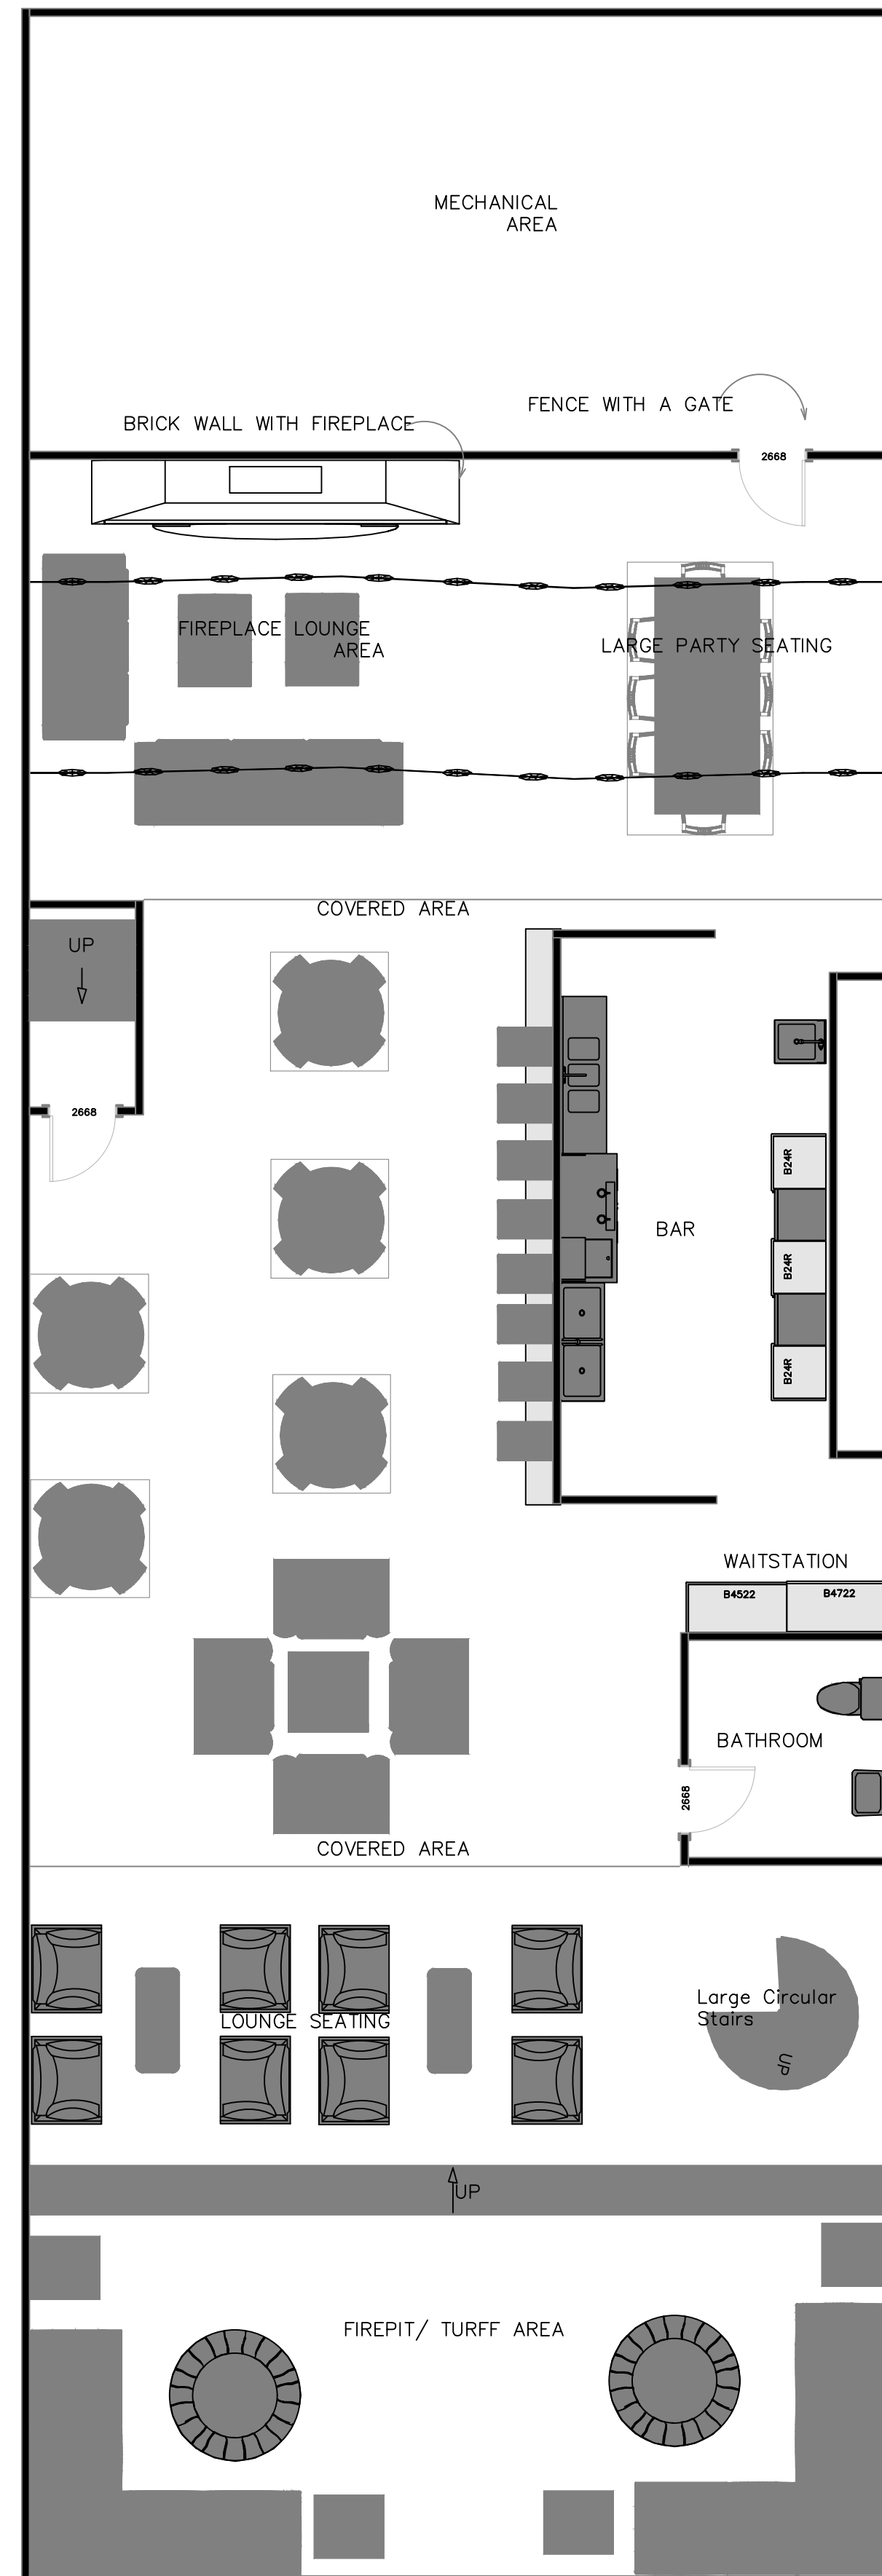 MECHANICAL
AREA
FENCE WITH A GATE
BRICK WALL WITH FIREPLACE
2668
FIREPLACE LOUNGE
AREA
LARGE PARTY SEATING
COVERED AREA
UP
2668
B24R
BAR
B24R
B24R
WAITSTATION
B4522
B4722
BATHROOM
2668
COVERED AREA
Large Circular
Stairs
LOUNGE SEATING
UP
UP
FIREPIT/ TURFF AREA